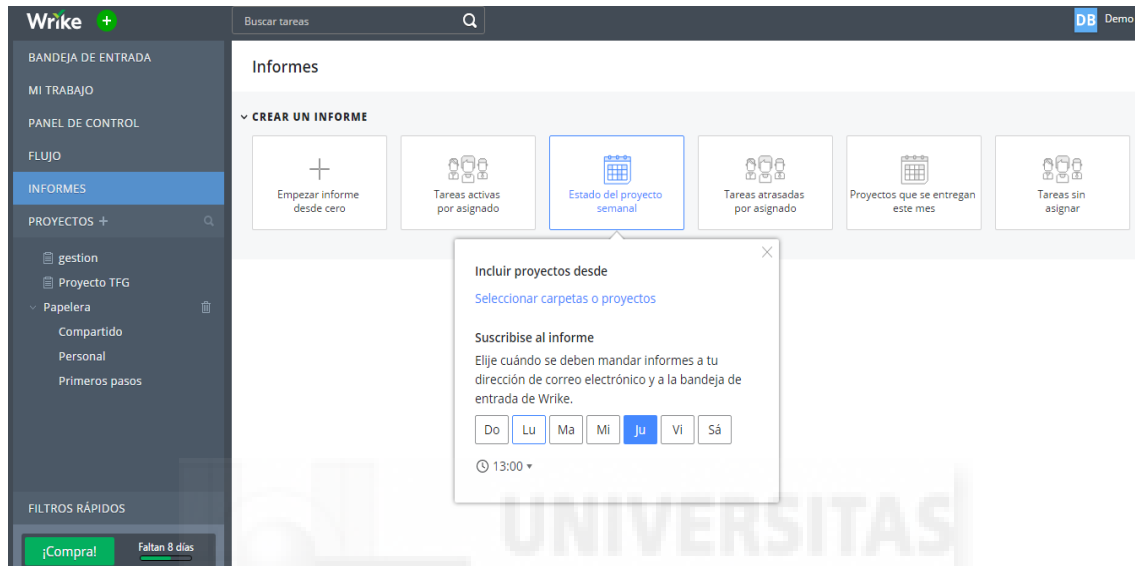 Wrike
Buscar tareas
DB Demo
BANDEJA DE ENTRADA
MI TRABAJO
PANEL DE CONTROL
FLUJO
INFORMES
PROYECTOS +
gestion
Proyecto TFG
Papelera
Compartido
Personal
Primeros pasos
FILTROS RÁPIDOS
¡Compra!
Faltan 8 días
Informes
CREAR UN INFORME
Empezar informe
desde cero
Tareas activas
por asignado
Estado del proyecto
semanal
Tareas atrasadas
por asignado
Proyectos que se entregan
este mes
Tareas sin
asignar
Incluir proyectos desde
Seleccionar carpetas o proyectos
Suscribise al informe
Elije cuándo se deben mandar informes a tu
dirección de correo electrónico y a la bandeja de
entrada de Wrike.
Do Lu Ma Mi Ju Vi Sá
13:00
UNIVERSITAS